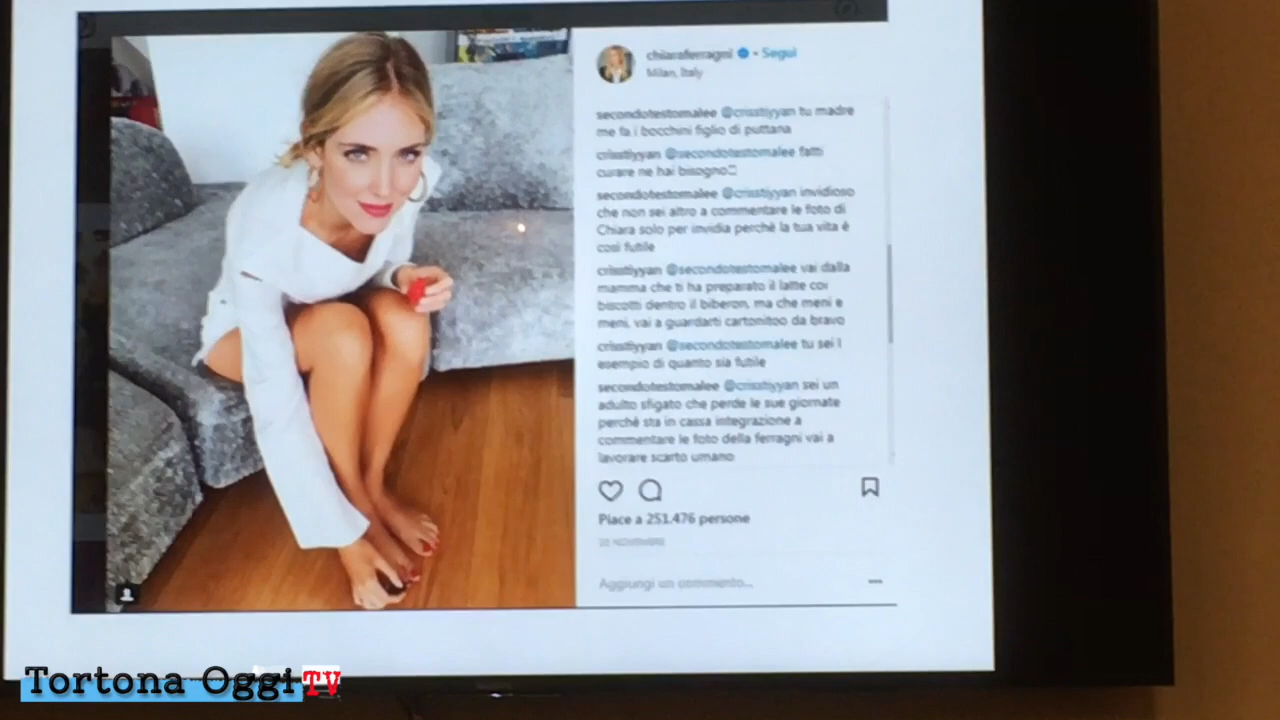 chiaraferragni • Segui
Milan, Italy
secondotestomalee @crisstiyyan tu madre
me fa i bocchini figlio di puttana
crisstiyyan @secondotestomalee fatti
curare ne hai bisogno
secondotestomalee @crisstiyyan invidioso
che non sei altro a commentare le foto di
Chiara solo per invidia perchè la tua vita è
così futile
crisstiyyan @secondotestomalee vai dalla
mamma che ti ha preparato il latte coi
biscotti dentro il biberon, ma che meni e
meni, vai a guardarti cartonitoo da bravo
crisstiyyan @secondotestomalee tu sei l
esempio di quanto sia futile
secondotestomalee @crisstiyyan sei un
adulto sfigato che perde le sue giornate
perchè sta in cassa integrazione a
commentare le foto della ferragni vai a
lavorare scarto umano
Piace a 251.476 persone
20 NOVEMBRE
Aggiungi un commento...
Tortona Oggi TV